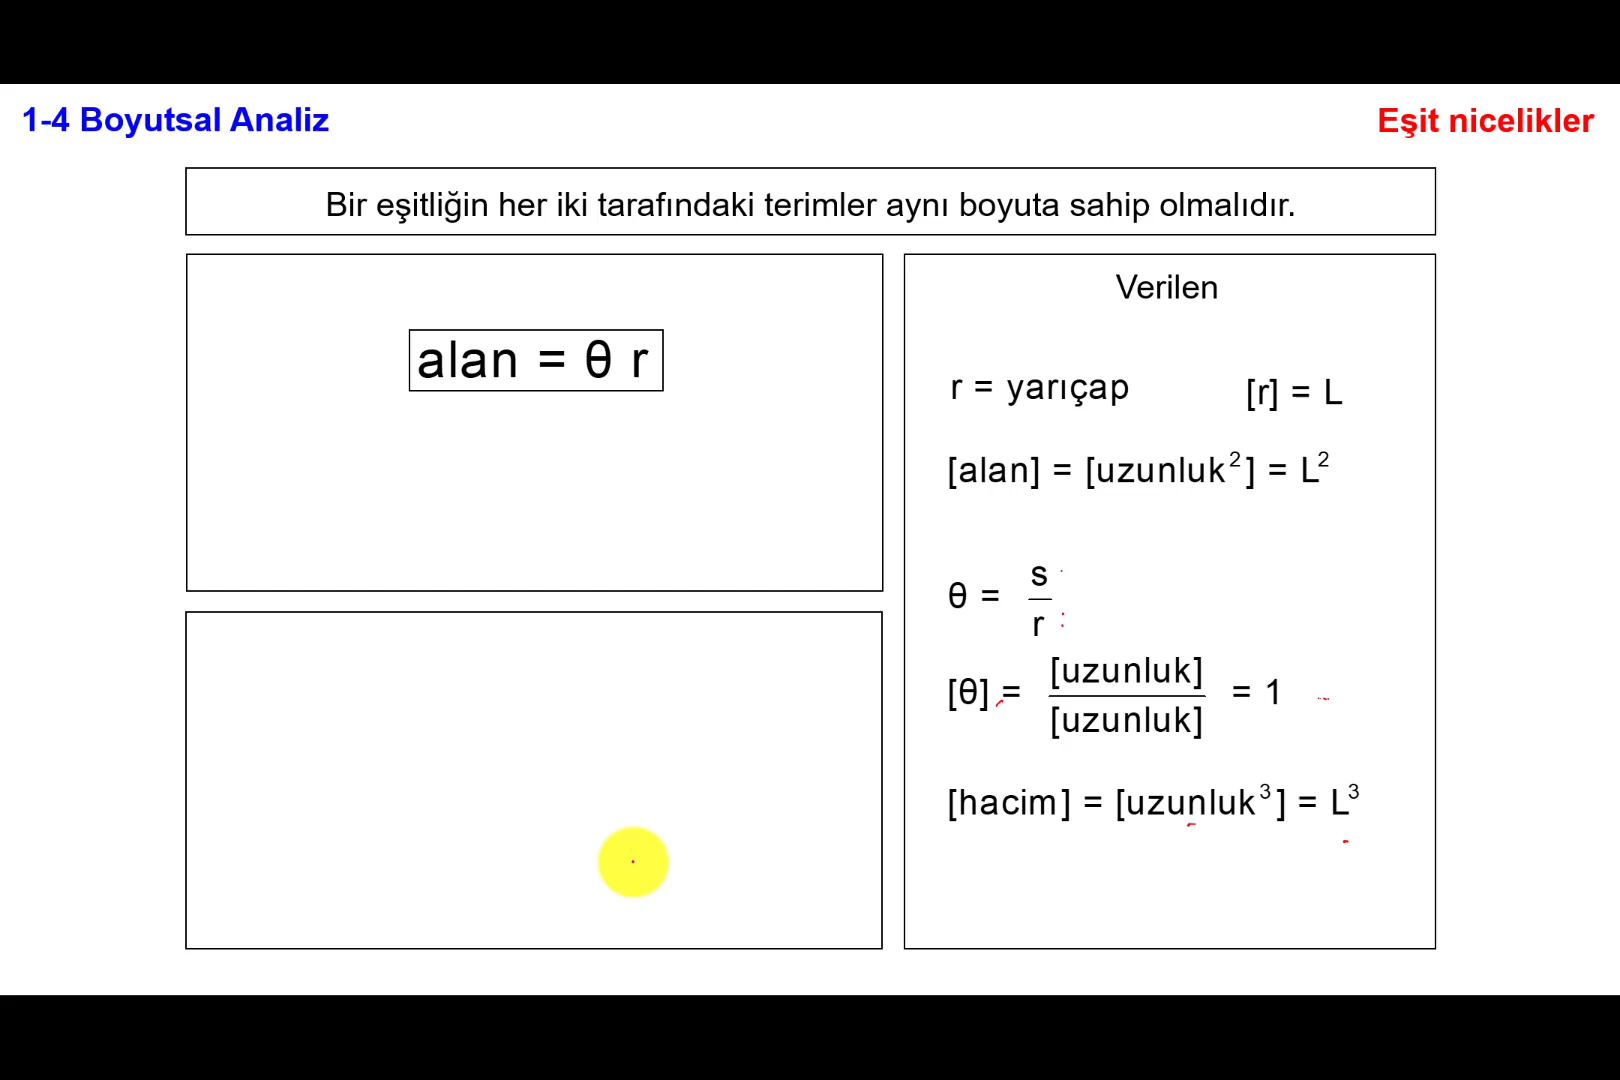 1-4 Boyutsal Analiz
Eşit nicelikler
Bir eşitliğin her iki tarafındaki terimler aynı boyuta sahip olmalıdır.
alan = θ r
Verilen
r = yarıçap [r] = L
[alan] = [uzunluk²] = L²
θ = s/r
[θ] = [uzunluk]/[uzunluk] = 1
[hacim] = [uzunluk³] = L³